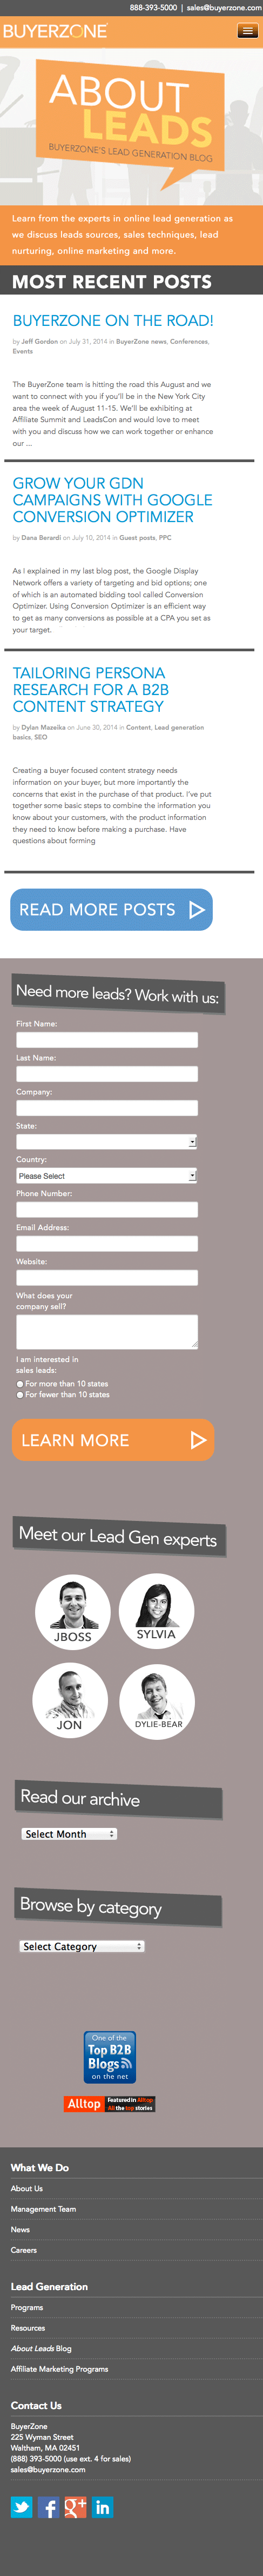 888-393-5000 | sales@buyerzone.com
BUYERZONE
ABOUT
LEADS
BUYERZONE'S LEAD GENERATION BLOG
Learn from the experts in online lead generation as
we discuss leads sources, sales techniques, lead
nurturing, online marketing and more.
MOST RECENT POSTS
BUYERZONE ON THE ROAD!
by Jeff Gordon on July 31, 2014 in BuyerZone news, Conferences,
Events
The BuyerZone team is hitting the road this August and we
want to connect with you if you'll be in the New York City
area the week of August 11-15. We'll be exhibiting at
Affiliate Summit and LeadsCon and would love to meet
with you and discuss how we can work together or enhance
our ...
GROW YOUR GDN
CAMPAIGNS WITH GOOGLE
CONVERSION OPTIMIZER
by Dana Berardi on July 10, 2014 in Guest posts, PPC
As I explained in my last blog post, the Google Display
Network offers a variety of targeting and bid options; one
of which is an automated bidding tool called Conversion
Optimizer. Using Conversion Optimizer is an efficient way
to get as many conversions as possible at a CPA you set as
your target.
TAILORING PERSONA
RESEARCH FOR A B2B
CONTENT STRATEGY
by Dylan Mazeika on June 30, 2014 in Content, Lead generation
basics, SEO
Creating a buyer focused content strategy needs
information on your buyer, but more importantly the
concerns that exist in the purchase of that product. I've put
together some basic steps to combine the information you
know about your customers, with the product information
they need to know before making a purchase. Have
questions about forming
READ MORE POSTS
Need more leads? Work with us:
First Name:
Last Name:
Company:
State:
Country:
Please Select
Phone Number:
Email Address:
Website:
What does your
company sell?
I am interested in
sales leads:
For more than 10 states
For fewer than 10 states
LEARN MORE
Meet our Lead Gen experts
JBOSS
SYLVIA
JON
DYLIE-BEAR
Read our archive
Select Month
Browse by category
Select Category
One of the
Top B2B
Blogs
on the net
Alltop
Featured in Alltop
All the top stories
What We Do
About Us
Management Team
News
Careers
Lead Generation
Programs
Resources
About Leads Blog
Affiliate Marketing Programs
Contact Us
BuyerZone
225 Wyman Street
Waltham, MA 02451
(888) 393-5000 (use ext. 4 for sales)
sales@buyerzone.com